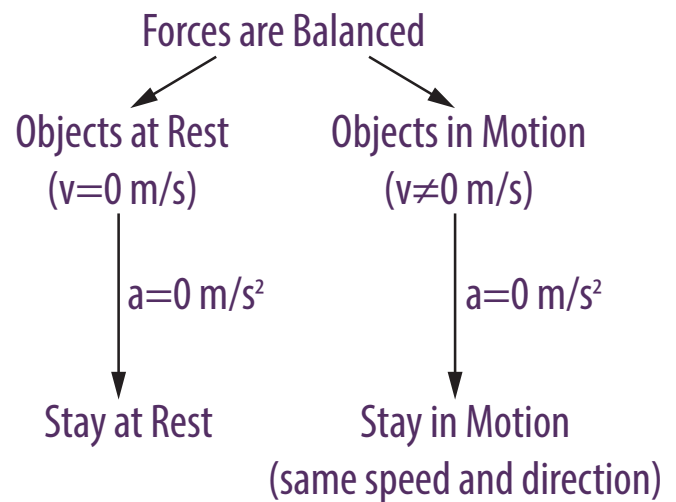 Forces are Balanced
Objects at Rest
(v=0 m/s)
Objects in Motion
(v≠0 m/s)
a=0 m/s²
a=0 m/s²
Stay at Rest
Stay in Motion
(same speed and direction)